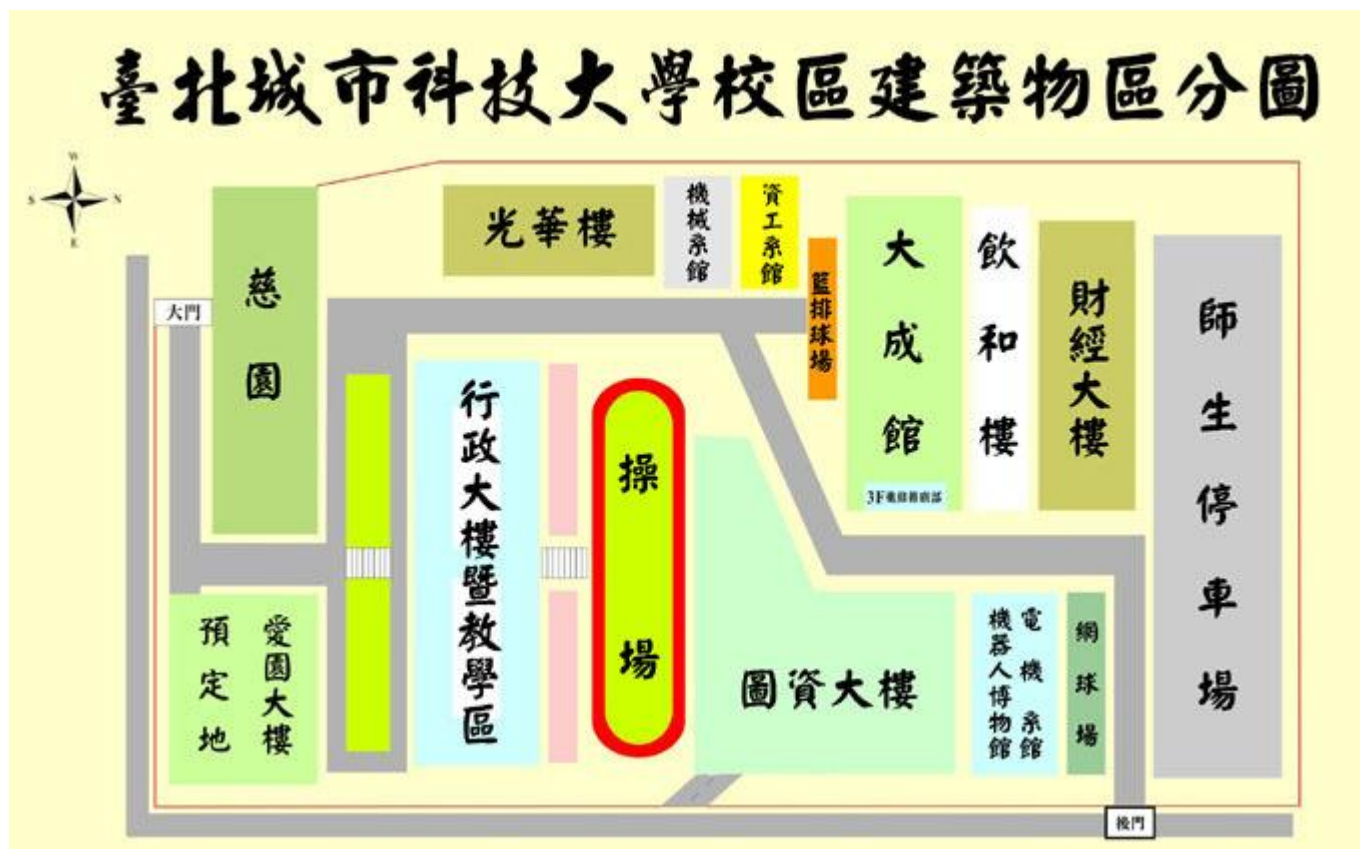 臺北城市科技大學校區建築物區分圖
W
S
N
E
大門
慈園
光華樓
機械系館
資工系館
籃排球場
大成館
飲和樓
財經大樓
師生停車場
行政大樓暨教學區
操場
愛園大樓
預定地
圖資大樓
電機系館
機器人博物館
網球場
後門